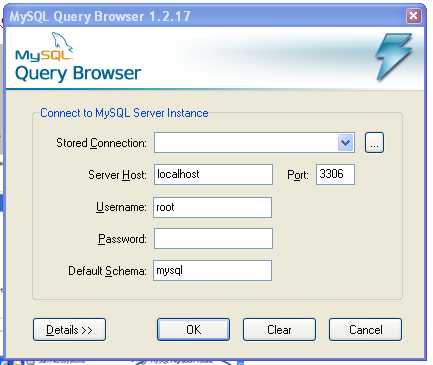 MySQL Query Browser 1.2.17
MySQL
Query Browser
Connect to MySQL Server Instance
Stored Connection:
...
Server Host: localhost Port: 3306
Username: root
Password:
Default Schema: mysql
Details >> OK Clear Cancel